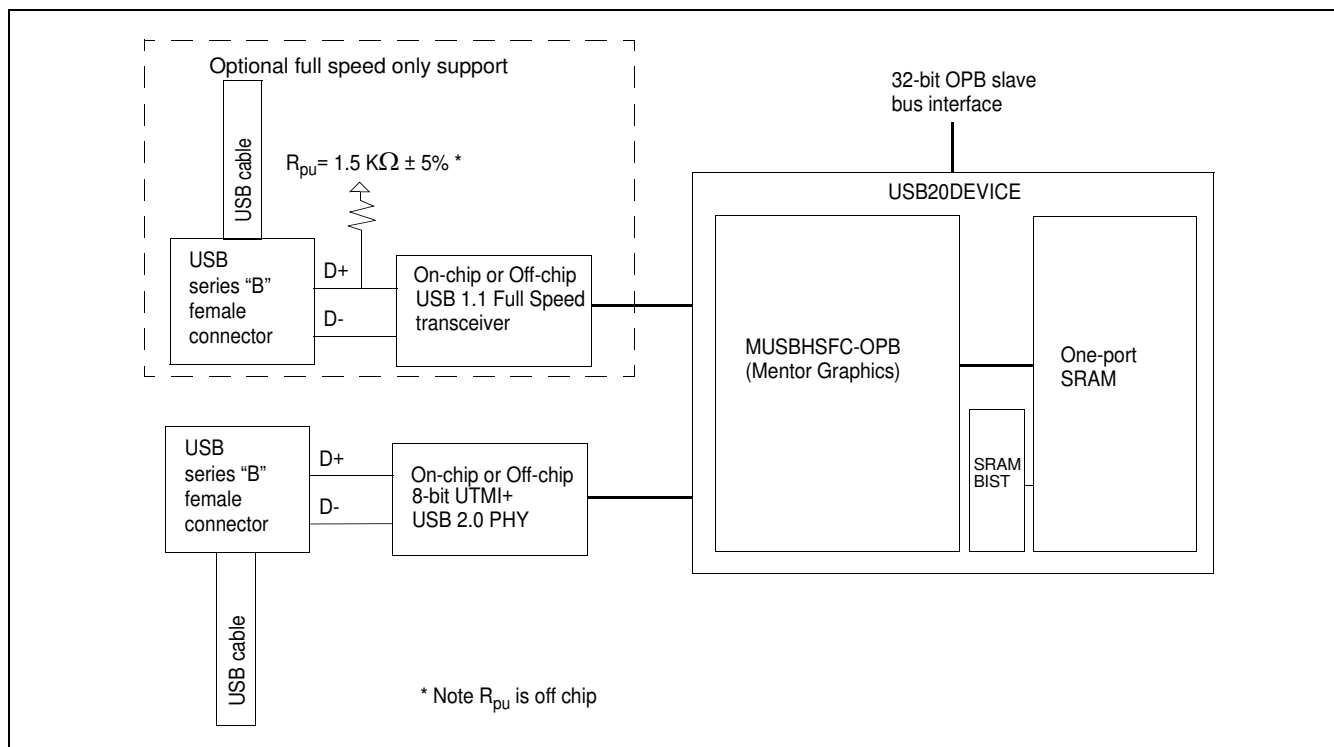 Optional full speed only support
USB cable
Rpu= 1.5 KΩ ± 5% *
USB
series “B”
female
connector
D+
D-
On-chip or Off-chip
USB 1.1 Full Speed
transceiver
32-bit OPB slave
bus interface
USB20DEVICE
MUSBHSFC-OPB
(Mentor Graphics)
One-port
SRAM
SRAM
BIST
USB
series “B”
female
connector
D+
D-
On-chip or Off-chip
8-bit UTMI+
USB 2.0 PHY
USB cable
* Note Rpu is off chip